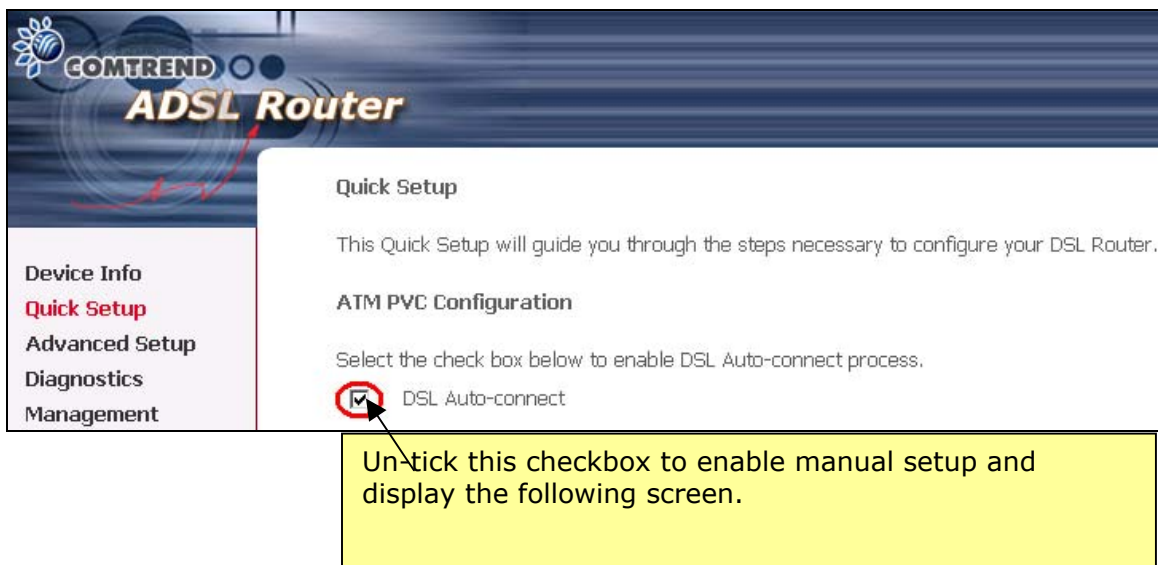 COMTREND
ADSL Router
Quick Setup
This Quick Setup will guide you through the steps necessary to configure your DSL Router.
Device Info
Quick Setup
Advanced Setup
Diagnostics
Management
ATM PVC Configuration
Select the check box below to enable DSL Auto-connect process.
DSL Auto-connect
Un-tick this checkbox to enable manual setup and
display the following screen.